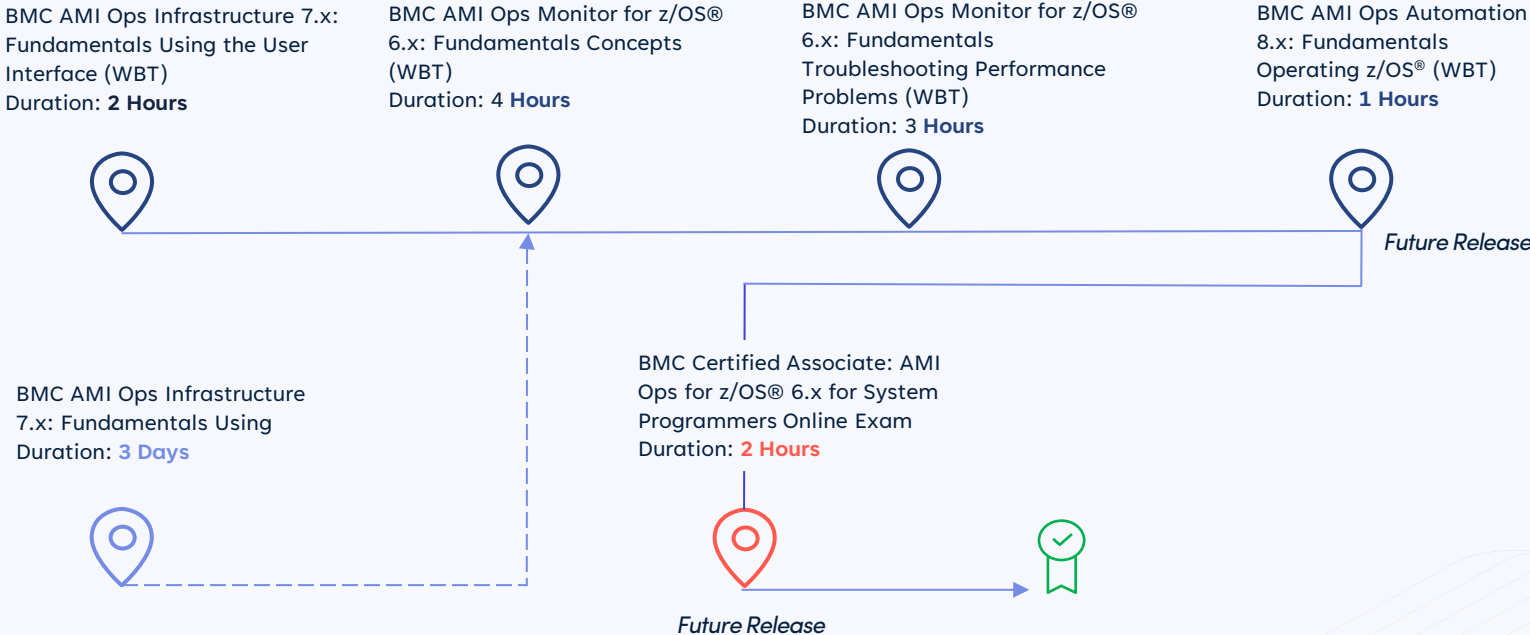 BMC AMI Ops Infrastructure 7.x:
Fundamentals Using the User
Interface (WBT)
Duration: 2 Hours
BMC AMI Ops Monitor for z/OS®
6.x: Fundamentals Concepts
(WBT)
Duration: 4 Hours
BMC AMI Ops Monitor for z/OS®
6.x: Fundamentals
Troubleshooting Performance
Problems (WBT)
Duration: 3 Hours
BMC AMI Ops Automation
8.x: Fundamentals
Operating z/OS® (WBT)
Duration: 1 Hours
Future Release
BMC AMI Ops Infrastructure
7.x: Fundamentals Using
Duration: 3 Days
BMC Certified Associate: AMI
Ops for z/OS® 6.x for System
Programmers Online Exam
Duration: 2 Hours
Future Release